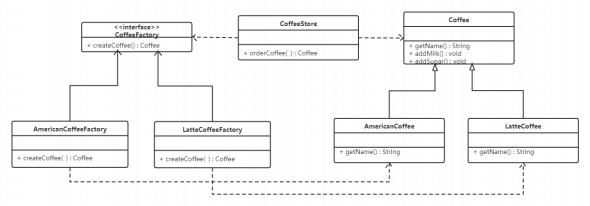 <<interface>>
CoffeeFactory
+ createCoffee() : Coffee
CoffeeStore
+ orderCoffee( ) : Coffee
Coffee
+ getName() : String
+ addMilk() : void
+ addSugar() : void
AmericanCoffeeFactory
+ createCoffee( ) : Coffee
LatteCoffeeFactory
+ createCoffee( ) : Coffee
AmericanCoffee
+ getName() : String
LatteCoffee
+ getName() : String